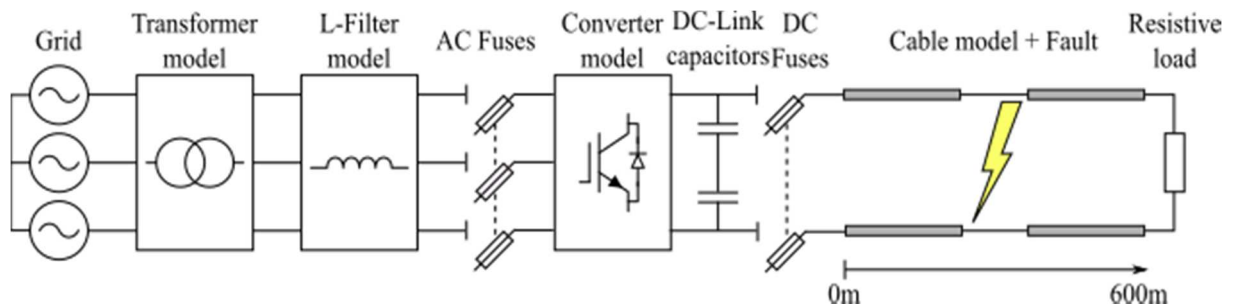 Grid
Transformer
model
L-Filter
model
AC Fuses
Converter
model
DC-Link
capacitors
DC
Fuses
Cable model + Fault
Resistive
load
0m
600m